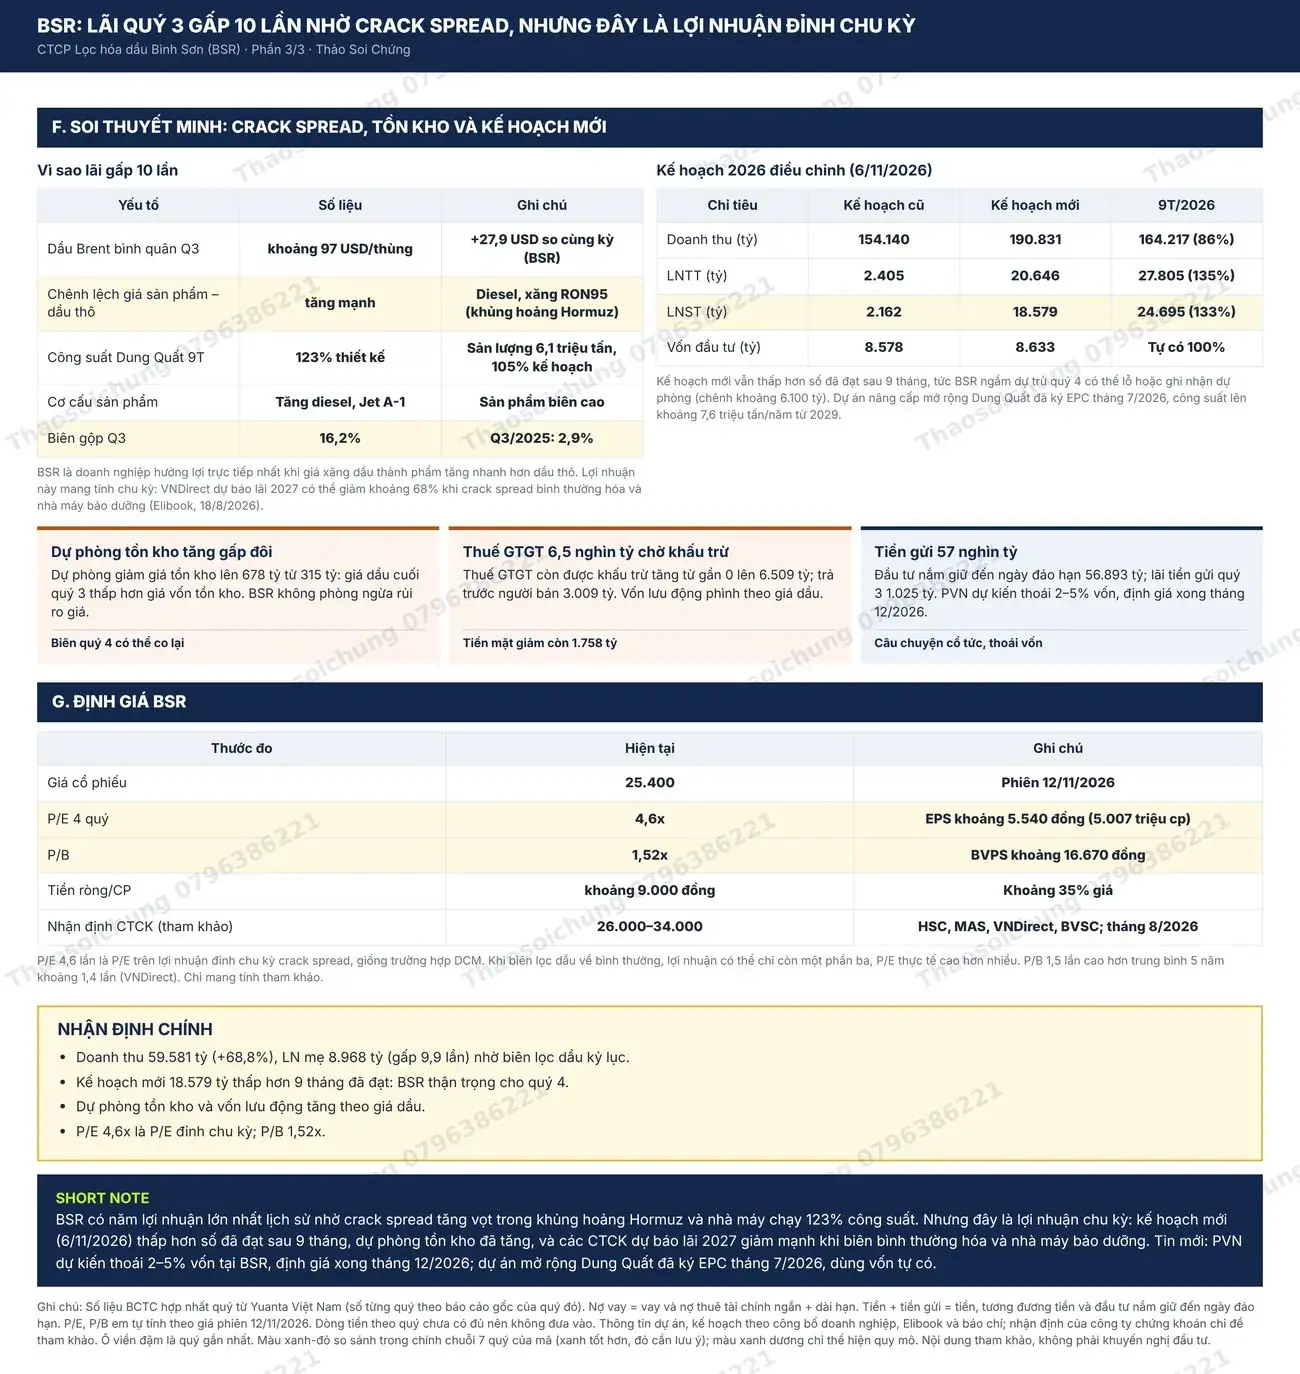 BSR: LÃI QUÝ 3 GẤP 10 LẦN NHỜ CRACK SPREAD, NHƯNG ĐÂY LÀ LỢI NHUẬN ĐỈNH CHU KỲ
CTCP Lọc hóa dầu Bình Sơn (BSR) · Phần 3/3 · Thảo Soi Chứng
F. SOI THUYẾT MINH: CRACK SPREAD, TỒN KHO VÀ KẾ HOẠCH MỚI
Vì sao lãi gấp 10 lần
Yếu tố Số liệu Ghi chú
Dầu Brent bình quân Q3 khoảng 97 USD/thùng +27,9 USD so cùng kỳ
(BSR)
Chênh lệch giá sản phẩm –
dầu thô tăng mạnh Diesel, xăng RON95
(khủng hoảng Hormuz)
Công suất Dung Quất 9T 123% thiết kế Sản lượng 6,1 triệu tấn,
105% kế hoạch
Cơ cấu sản phẩm Tăng diesel, Jet A-1 Sản phẩm biên cao
Biên gộp Q3 16,2% Q3/2025: 2,9%
BSR là doanh nghiệp hưởng lợi trực tiếp nhất khi giá xăng dầu thành phẩm tăng nhanh hơn dầu thô. Lợi nhuận
này mang tính chu kỳ: VNDirect dự báo lãi 2027 có thể giảm khoảng 68% khi crack spread bình thường hóa và
nhà máy bảo dưỡng (Elibook, 18/8/2026).
Kế hoạch 2026 điều chỉnh (6/11/2026)
Chỉ tiêu Kế hoạch cũ Kế hoạch mới 9T/2026
Doanh thu (tỷ) 154.140 190.831 164.217 (86%)
LNTT (tỷ) 2.405 20.646 27.805 (135%)
LNST (tỷ) 2.162 18.579 24.695 (133%)
Vốn đầu tư (tỷ) 8.578 8.633 Tự có 100%
Kế hoạch mới vẫn thấp hơn số đã đạt sau 9 tháng, tức BSR ngầm dự trù quý 4 có thể lỗ hoặc ghi nhận dự
phòng (chênh khoảng 6.100 tỷ). Dự án nâng cấp mở rộng Dung Quất đã ký EPC tháng 7/2026, công suất lên
khoảng 7,6 triệu tấn/năm từ 2029.
Dự phòng tồn kho tăng gấp đôi
Dự phòng giảm giá tồn kho lên 678 tỷ từ 315 tỷ: giá dầu cuối
quý 3 thấp hơn giá vốn tồn kho. BSR không phòng ngừa rủi
ro giá.
Biên quý 4 có thể co lại
Thuế GTGT 6,5 nghìn tỷ chờ khấu trừ
Thuế GTGT còn được khấu trừ tăng từ gần 0 lên 6.509 tỷ; trả
trước người bán 3.009 tỷ. Vốn lưu động phình theo giá dầu.
Tiền mặt giảm còn 1.758 tỷ
Tiền gửi 57 nghìn tỷ
Đầu tư nắm giữ đến ngày đáo hạn 56.893 tỷ; lãi tiền gửi quý
3 1.025 tỷ. PVN dự kiến thoái 2–5% vốn, định giá xong tháng
12/2026.
Câu chuyện cổ tức, thoái vốn
G. ĐỊNH GIÁ BSR
Thước đo Hiện tại Ghi chú
Giá cổ phiếu 25.400 Phiên 12/11/2026
P/E 4 quý 4,6x EPS khoảng 5.540 đồng (5.007 triệu cp)
P/B 1,52x BVPS khoảng 16.670 đồng
Tiền ròng/CP khoảng 9.000 đồng Khoảng 35% giá
Nhận định CTCK (tham khảo) 26.000–34.000 HSC, MAS, VNDirect, BVSC; tháng 8/2026
P/E 4,6 lần là P/E trên lợi nhuận đỉnh chu kỳ crack spread, giống trường hợp DCM. Khi biên lọc dầu về bình thường, lợi nhuận có thể chỉ còn một phần ba, P/E thực tế cao hơn nhiều. P/B 1,5 lần cao hơn trung bình 5 năm
khoảng 1,4 lần (VNDirect). Chỉ mang tính tham khảo.
NHẬN ĐỊNH CHÍNH
• Doanh thu 59.581 tỷ (+68,8%), LN mẹ 8.968 tỷ (gấp 9,9 lần) nhờ biên lọc dầu kỷ lục.
• Kế hoạch mới 18.579 tỷ thấp hơn 9 tháng đã đạt: BSR thận trọng cho quý 4.
• Dự phòng tồn kho và vốn lưu động tăng theo giá dầu.
• P/E 4,6x là P/E đỉnh chu kỳ; P/B 1,52x.
SHORT NOTE
BSR có năm lợi nhuận lớn nhất lịch sử nhờ crack spread tăng vọt trong khủng hoảng Hormuz và nhà máy chạy 123% công suất. Nhưng đây là lợi nhuận chu kỳ: kế hoạch mới
(6/11/2026) thấp hơn số đã đạt sau 9 tháng, dự phòng tồn kho đã tăng, và các CTCK dự báo lãi 2027 giảm mạnh khi biên bình thường hóa và nhà máy bảo dưỡng. Tin mới: PVN
dự kiến thoái 2–5% vốn tại BSR, định giá xong tháng 12/2026; dự án mở rộng Dung Quất đã ký EPC tháng 7/2026, dùng vốn tự có.
Ghi chú: Số liệu BCTC hợp nhất quý từ Yuanta Việt Nam (số từng quý theo báo cáo gốc của quý đó). Nợ vay = vay và nợ thuê tài chính ngắn + dài hạn. Tiền + tiền gửi = tiền, tương đương tiền và đầu tư nắm giữ đến ngày đáo
hạn. P/E, P/B em tự tính theo giá phiên 12/11/2026. Dòng tiền theo quý chưa có đủ nên không đưa vào. Thông tin dự án, kế hoạch theo công bố doanh nghiệp, Elibook và báo chí; nhận định của công ty chứng khoán chỉ để
tham khảo. Ô viền đậm là quý gần nhất. Màu xanh-đỏ so sánh trong chính chuỗi 7 quý của mã (xanh tốt hơn, đỏ cần lưu ý); màu xanh dương chỉ thể hiện quy mô. Nội dung tham khảo, không phải khuyến nghị đầu tư.
Thaosoichung 0796386221